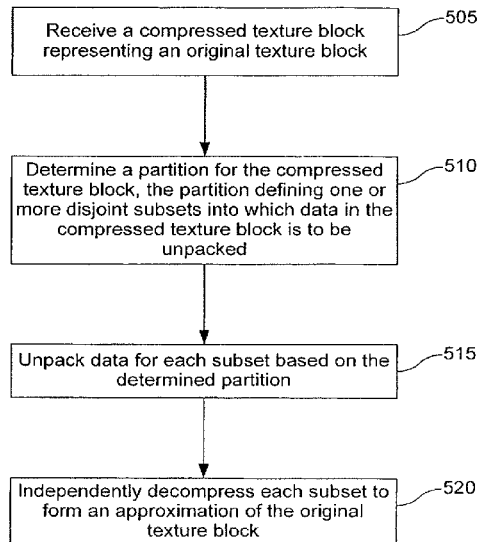 Receive a compressed texture block
representing an original texture block
505
Determine a partition for the compressed
texture block, the partition defining one or
more disjoint subsets into which data in the
compressed texture block is to be
unpacked
510
Unpack data for each subset based on the
determined partition
515
Independently decompress each subset to
form an approximation of the original
texture block
520